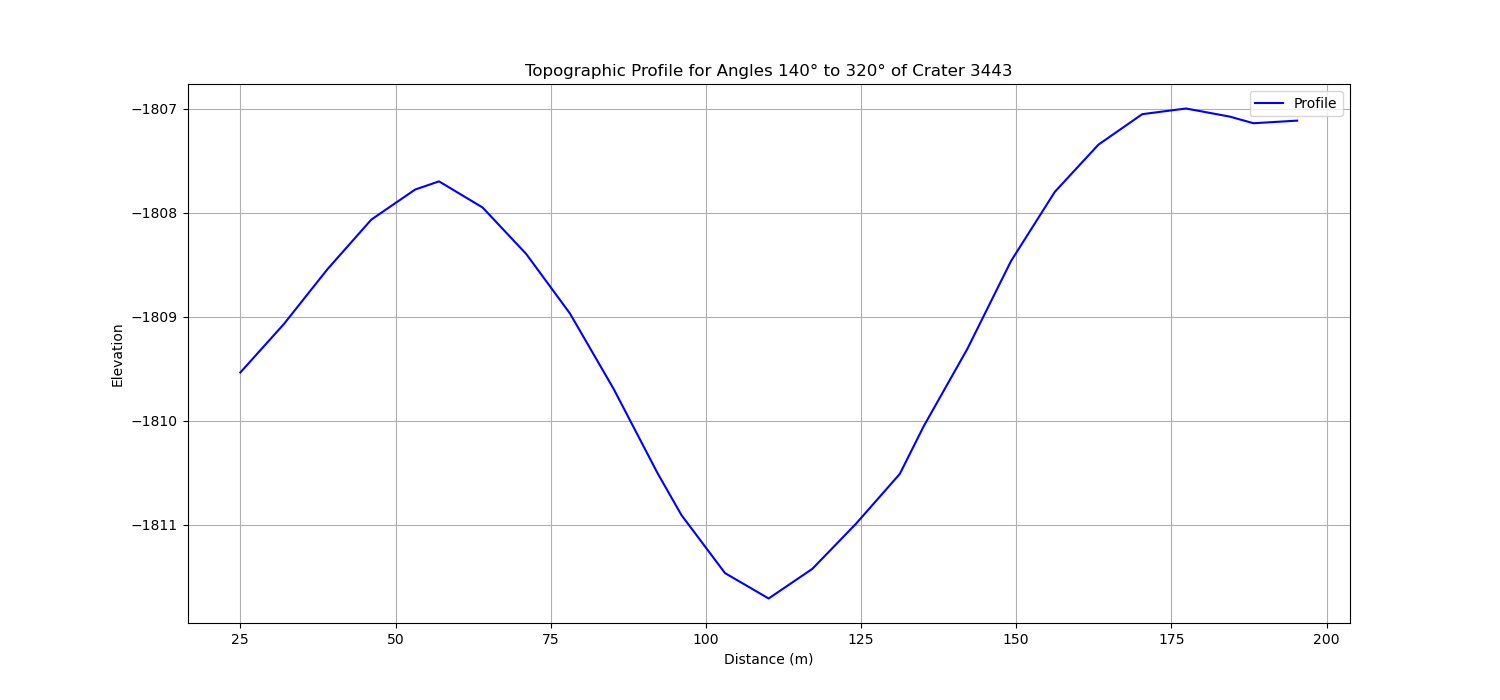 Topographic Profile for Angles 140° to 320° of Crater 3443
Profile
−1807
−1808
−1809
−1810
−1811
Elevation
25 50 75 100 125 150 175 200
Distance (m)